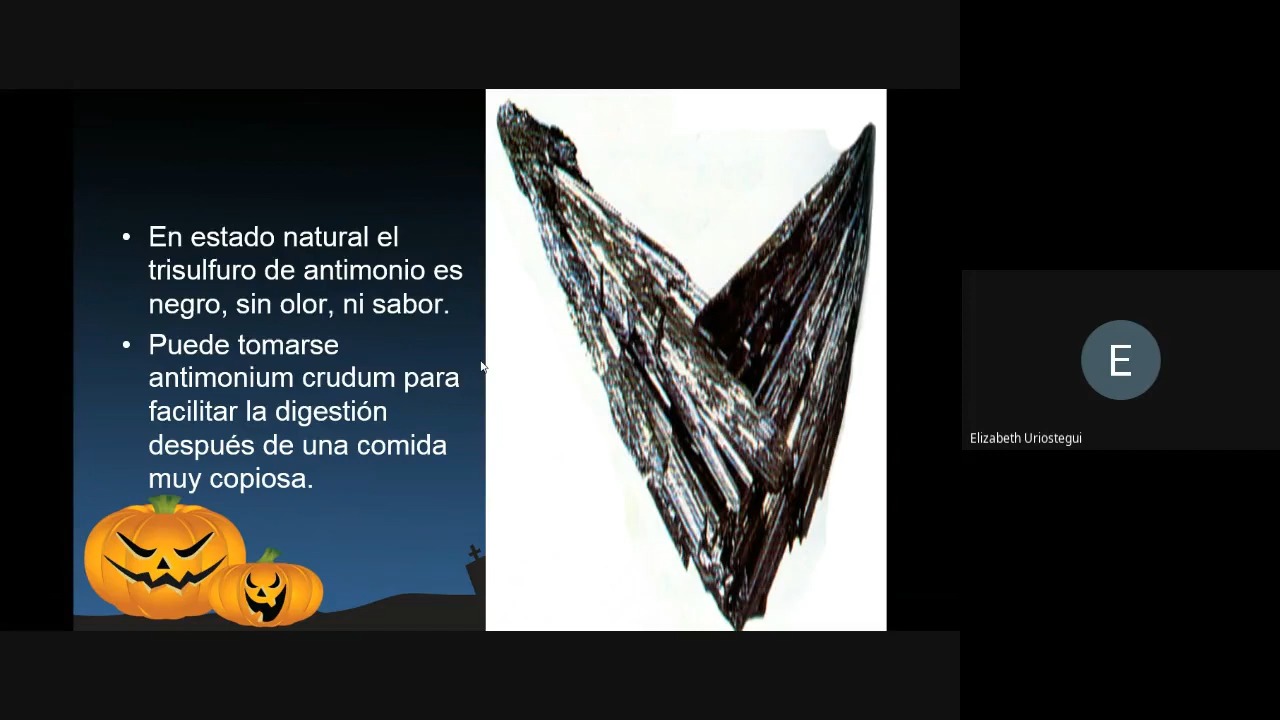 • En estado natural el
trisulfuro de antimonio es
negro, sin olor, ni sabor.
• Puede tomarse
antimonium crudum para
facilitar la digestión
después de una comida
muy copiosa.
E
Elizabeth Uriostegui